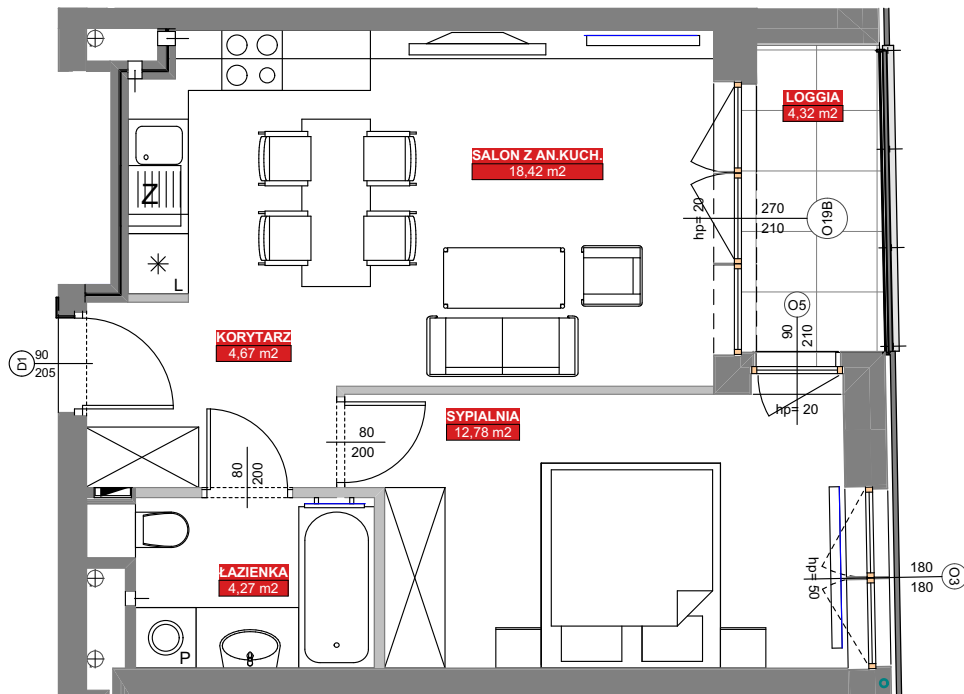 LOGGIA
4,32 m2
SALON Z AN.KUCH.
18,42 m2
Z
270
210
O19B
hp= 20
L
O5
90
210
KORYTARZ
4,67 m2
D1
90
205
hp= 20
SYPIALNIA
12,78 m2
80
200
80
200
ŁAZIENKA
4,27 m2
hp= 50
180
180
O3
P